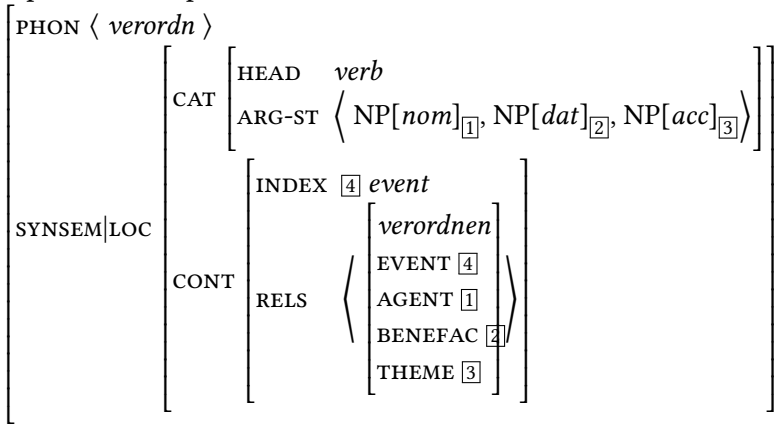 PHON ⟨ verordn ⟩
HEAD verb
CAT
ARG-ST ⟨ NP[nom]1, NP[dat]2, NP[acc]3 ⟩
INDEX 4 event
SYNSEM|LOC
verordnen
EVENT 4
CONT
RELS ⟨ AGENT 1 ⟩
BENEFAC 2
THEME 3